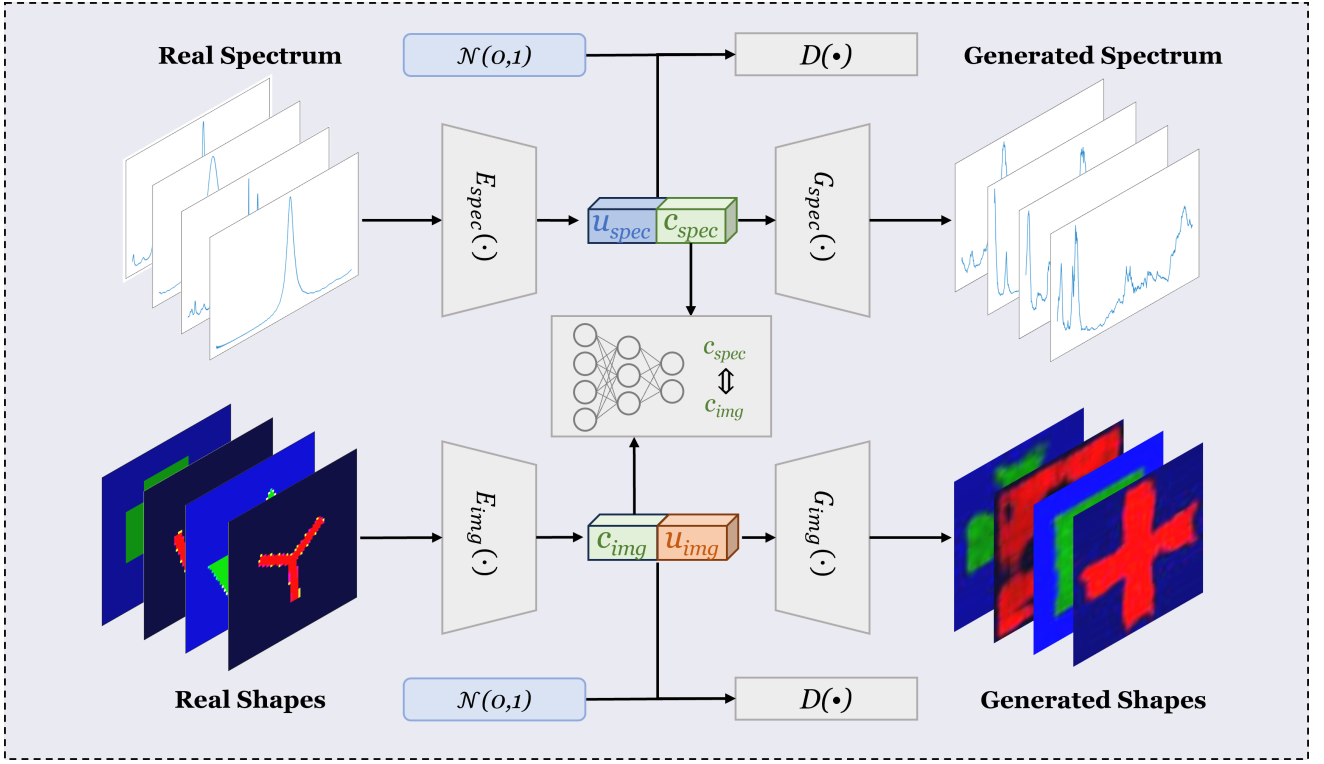 𝒩(0,1)
D(•)
Real Spectrum
Generated Spectrum
E_spec(·)
G_spec(·)
u_spec
c_spec
c_spec
⇕
c_img
E_img(·)
G_img(·)
c_img
u_img
Real Shapes
𝒩(0,1)
D(•)
Generated Shapes